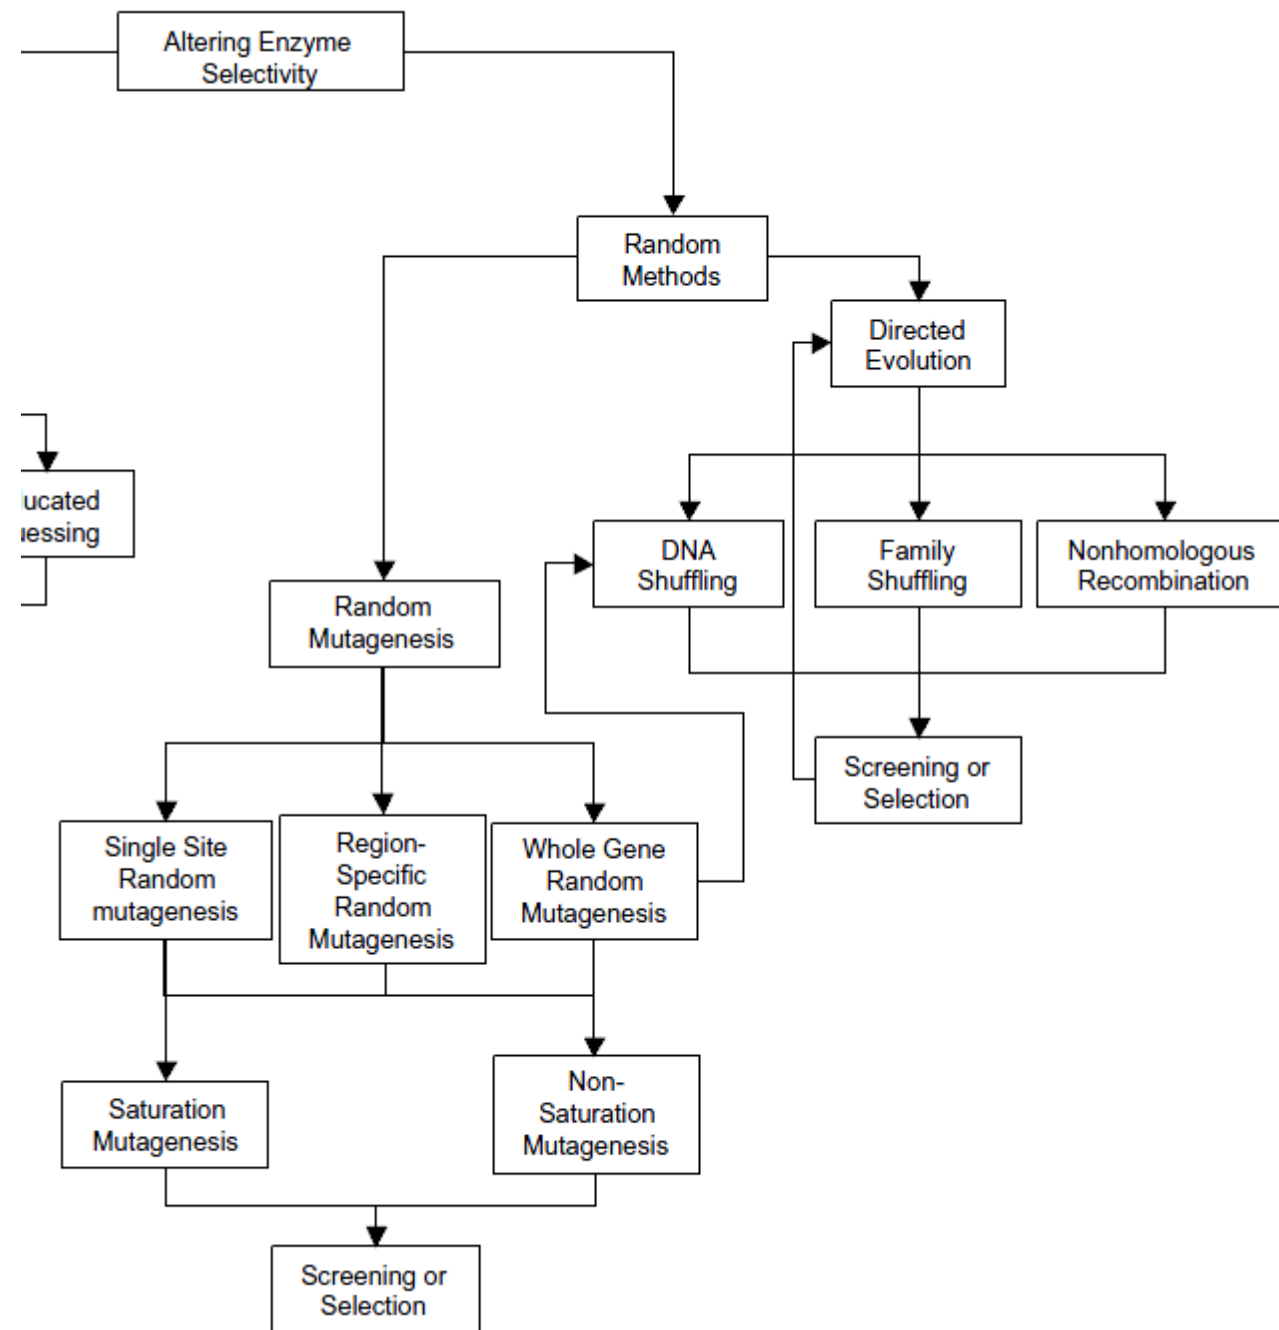 Altering Enzyme
Selectivity
Random
Methods
Directed
Evolution
DNA
Shuffling
Family
Shuffling
Nonhomologous
Recombination
Random
Mutagenesis
Screening or
Selection
Single Site
Random
mutagenesis
Region-
Specific
Random
Mutagenesis
Whole Gene
Random
Mutagenesis
Saturation
Mutagenesis
Non-
Saturation
Mutagenesis
Screening or
Selection